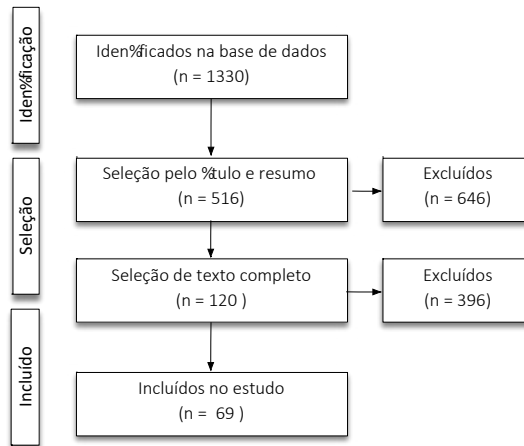 Iden%ficação
Iden%ficados na base de dados
(n = 1330)
Seleção
Seleção pelo %tulo e resumo
(n = 516)
Excluídos
(n = 646)
Seleção de texto completo
(n = 120 )
Excluídos
(n = 396)
Incluído
Incluídos no estudo
(n = 69 )